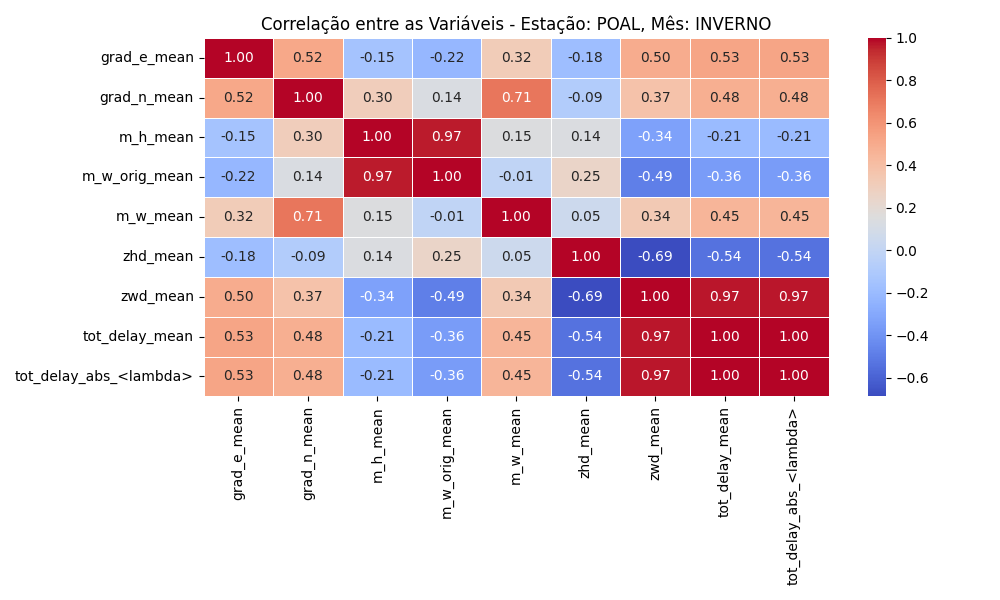 Correlação entre as Variáveis - Estação: POAL, Mês: INVERNO
grad_e_mean 1.00 0.52 -0.15 -0.22 0.32 -0.18 0.50 0.53 0.53
grad_n_mean 0.52 1.00 0.30 0.14 0.71 -0.09 0.37 0.48 0.48
m_h_mean -0.15 0.30 1.00 0.97 0.15 0.14 -0.34 -0.21 -0.21
m_w_orig_mean -0.22 0.14 0.97 1.00 -0.01 0.25 -0.49 -0.36 -0.36
m_w_mean 0.32 0.71 0.15 -0.01 1.00 0.05 0.34 0.45 0.45
zhd_mean -0.18 -0.09 0.14 0.25 0.05 1.00 -0.69 -0.54 -0.54
zwd_mean 0.50 0.37 -0.34 -0.49 0.34 -0.69 1.00 0.97 0.97
tot_delay_mean 0.53 0.48 -0.21 -0.36 0.45 -0.54 0.97 1.00 1.00
tot_delay_abs_<lambda> 0.53 0.48 -0.21 -0.36 0.45 -0.54 0.97 1.00 1.00
grad_e_mean
grad_n_mean
m_h_mean
m_w_orig_mean
m_w_mean
zhd_mean
zwd_mean
tot_delay_mean
tot_delay_abs_<lambda>
1.0
0.8
0.6
0.4
0.2
0.0
−0.2
−0.4
−0.6